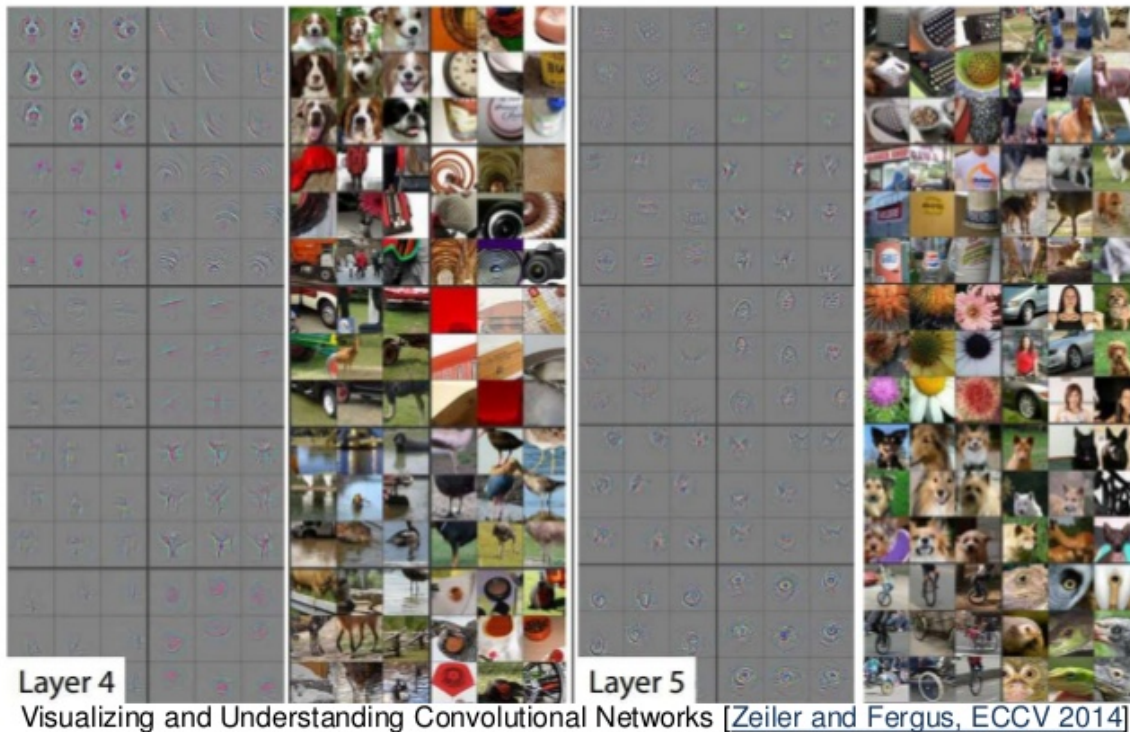 Layer 4
Layer 5
Visualizing and Understanding Convolutional Networks [Zeiler and Fergus, ECCV 2014]